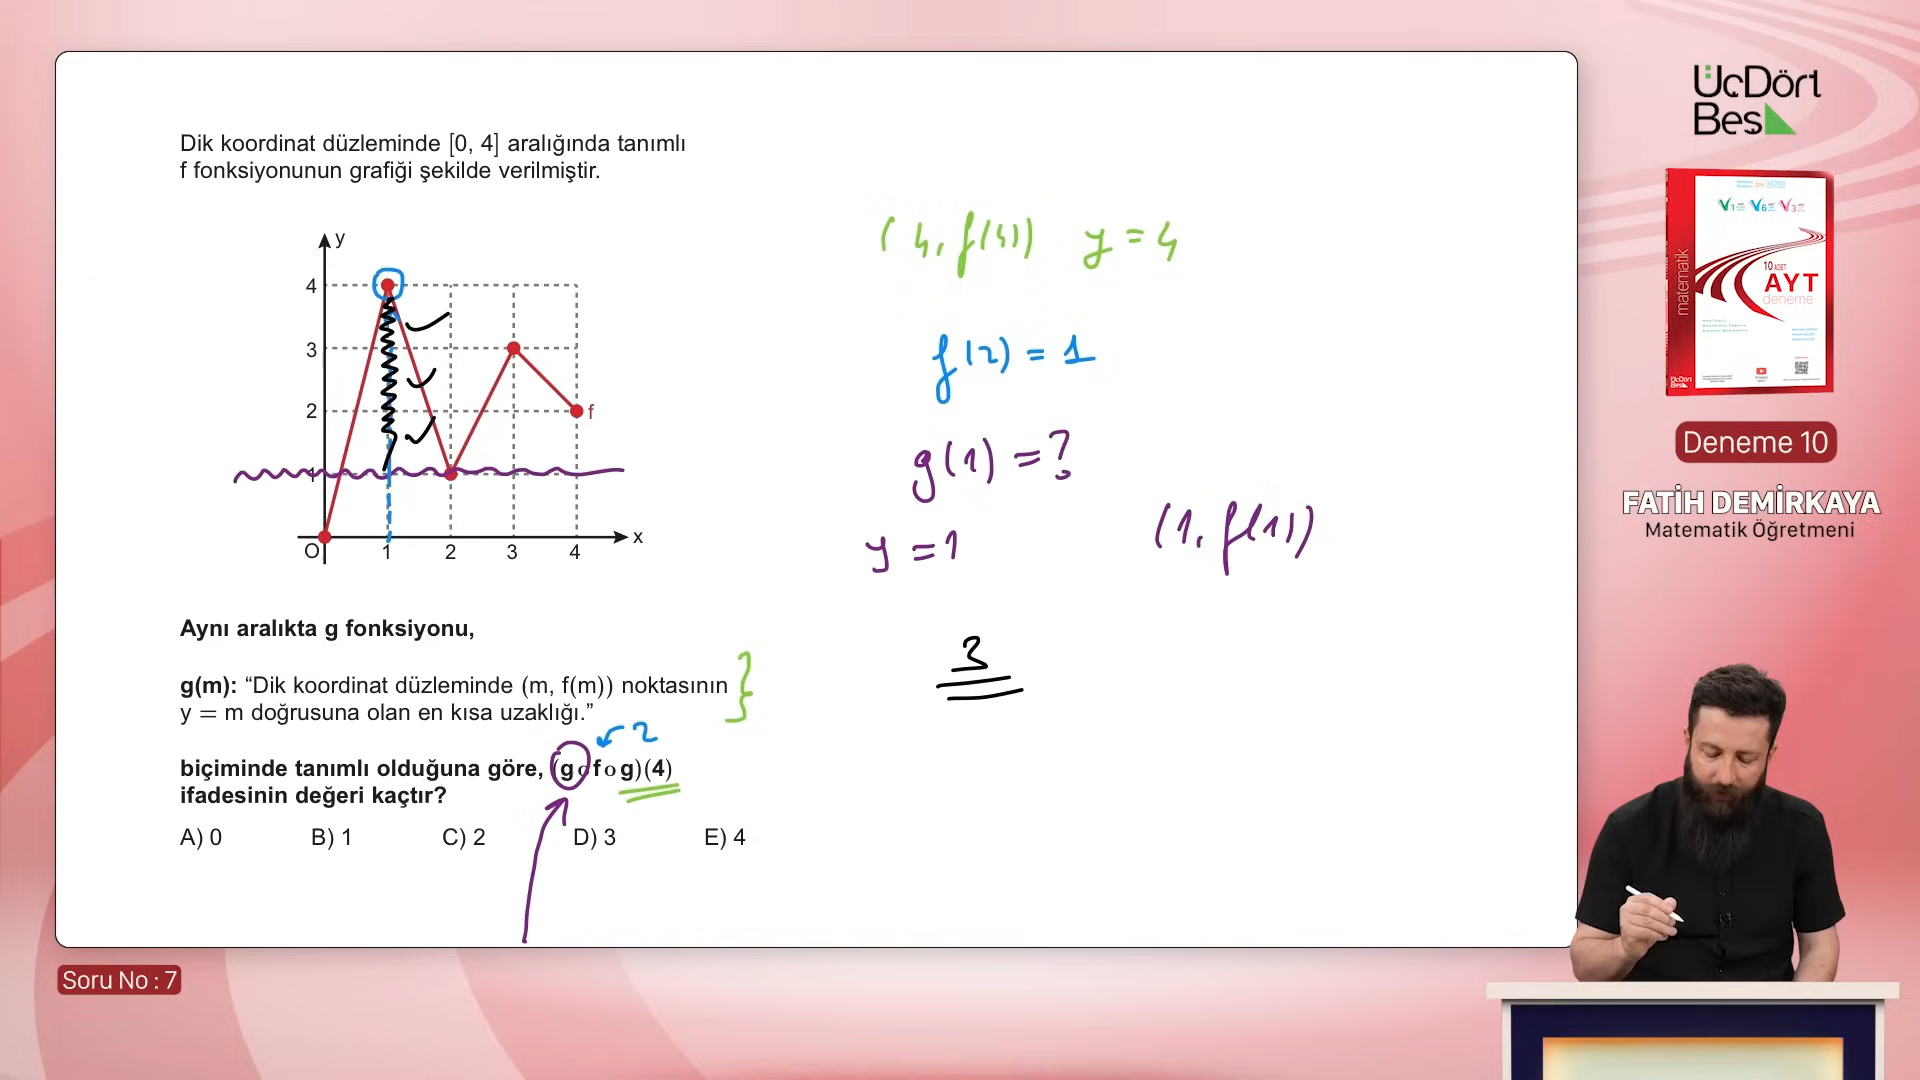 Dik koordinat düzleminde [0, 4] aralığında tanımlı
f fonksiyonunun grafiği şekilde verilmiştir.
y
4
3
2
1
O
1
2
3
4
x
f
Aynı aralıkta g fonksiyonu,
g(m): “Dik koordinat düzleminde (m, f(m)) noktasının
y = m doğrusuna olan en kısa uzaklığı.”
2
biçiminde tanımlı olduğuna göre, (gofog)(4)
ifadesinin değeri kaçtır?
A) 0 B) 1 C) 2 D) 3 E) 4
(4, f(4)) y = 4
f(2) = 1
g(1) = ?
y = 1
(1, f(1))
3
ÜçDört
Beş
matematik
10 ADET
AYT
deneme
ÜçDört
Beş
Deneme 10
FATİH DEMİRKAYA
Matematik Öğretmeni
Soru No : 7